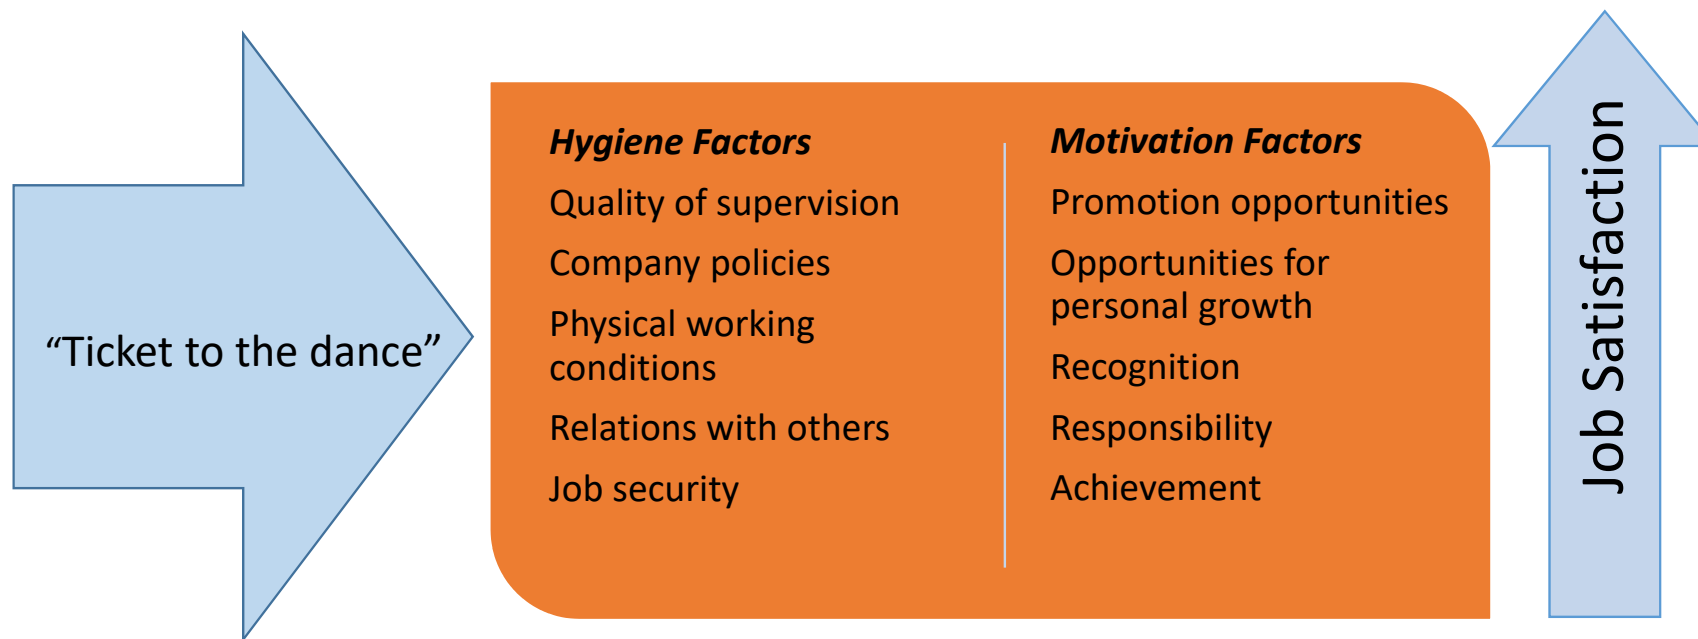 “Ticket to the dance”
Hygiene Factors
Quality of supervision
Company policies
Physical working
conditions
Relations with others
Job security
Motivation Factors
Promotion opportunities
Opportunities for
personal growth
Recognition
Responsibility
Achievement
Job Satisfaction